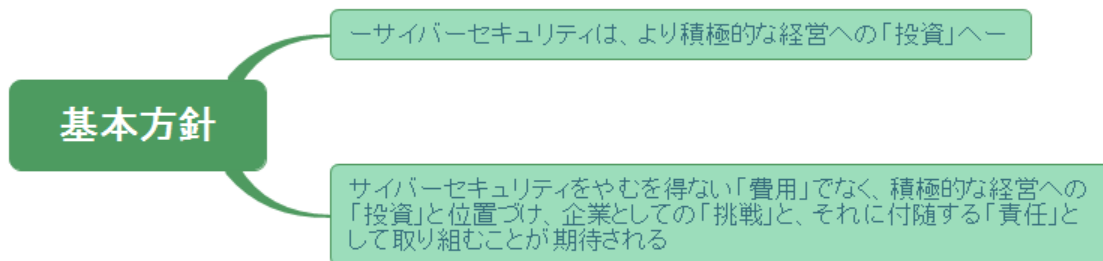 基本方針
ーサイバーセキュリティは、より積極的な経営への「投資」へー
サイバーセキュリティをやむを得ない「費用」でなく、積極的な経営への
「投資」と位置づけ、企業としての「挑戦」と、それに付随する「責任」と
して取り組むことが期待される